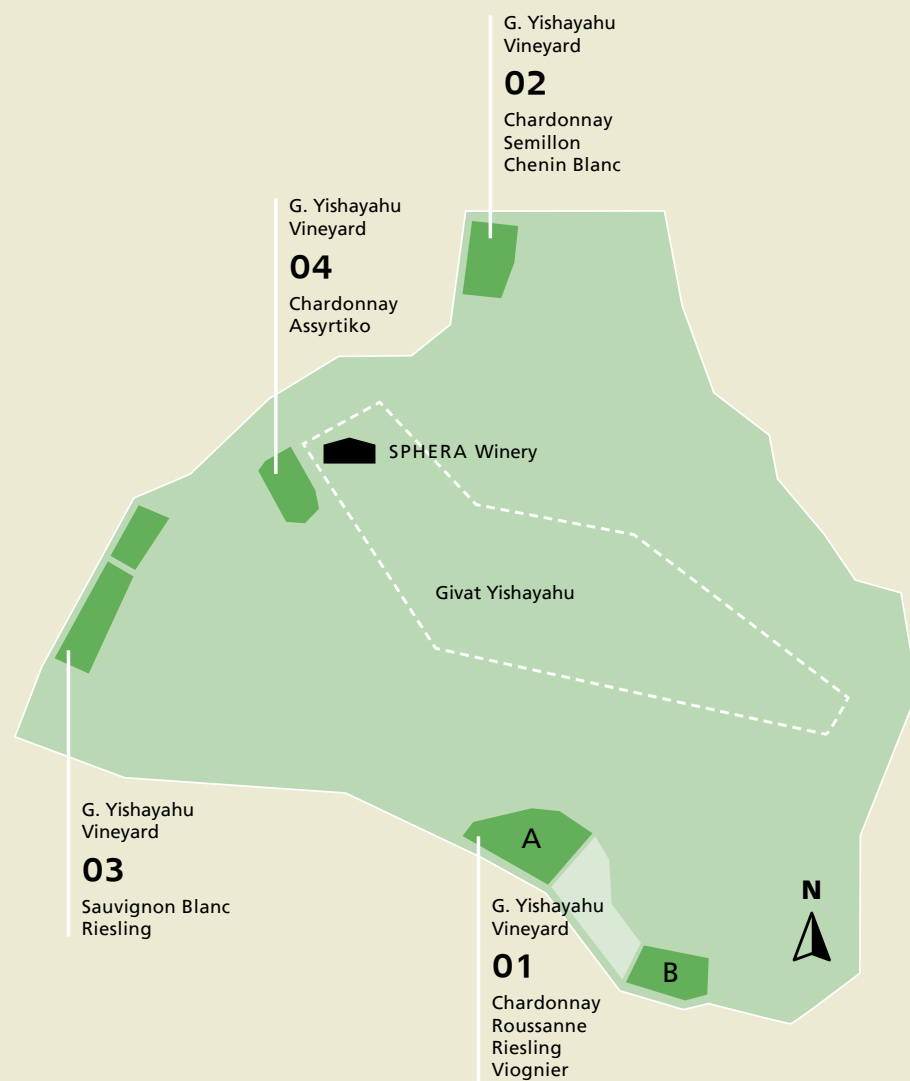 G. Yishayahu
Vineyard
02
Chardonnay
Semillon
Chenin Blanc
G. Yishayahu
Vineyard
04
Chardonnay
Assyrtiko
SPHERA Winery
Givat Yishayahu
G. Yishayahu
Vineyard
03
Sauvignon Blanc
Riesling
A
G. Yishayahu
Vineyard
01
Chardonnay
Roussanne
Riesling
Viognier
B
N